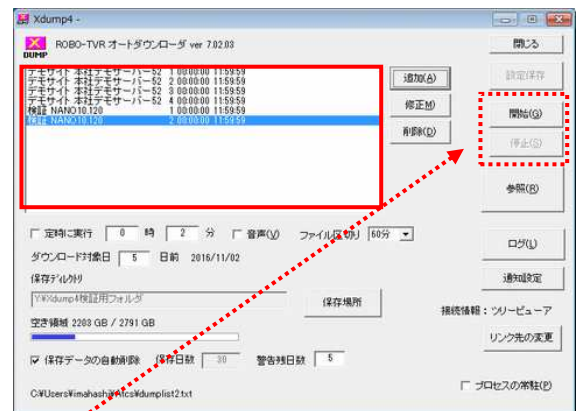 Xdump4 -
X
DUMP
ROBO-TVR オートダウンローダ ver 7.02.03
閉じる
デモサイト 本社デモサーバー52 1 00:00:00 11:59:59
デモサイト 本社デモサーバー52 2 00:00:00 11:59:59
デモサイト 本社デモサーバー52 3 00:00:00 11:59:59
デモサイト 本社デモサーバー52 4 00:00:00 11:59:59
検証 NANO10.120 1 00:00:00 11:59:59
検証 NANO10.120 2 00:00:00 11:59:59
追加(A)
設定保存
修正M)
開始(G)
削除(D)
停止(S)
参照(R)
定時に実行 0 時 2 分 音声(V) ファイル区切り 60分
ログ(L)
ダウンロード対象日 5 日前 2016/11/02
保存ディレクトリ
通知設定
Y:¥Xdump4検証用フォルダ
保存場所
接続情報 : ツリービューア
空き領域 2203 GB / 2791 GB
リンク先の変更
保存データの自動削除 保存日数 30 警告残日数 5
プロセスの常駐(P)
C:¥Users¥imahashi¥Atcs¥dumplist2.txt